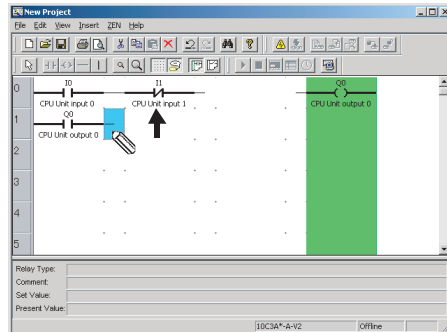 New Project
File Edit View Insert ZEN Help
0 I0 I1 Q0
CPU Unit input 0 CPU Unit input 1 CPU Unit output 0
1 Q0
CPU Unit output 0
2
3
4
5
Relay Type:
Comment:
Set Value:
Present Value:
10C3A*-A-V2 Offline